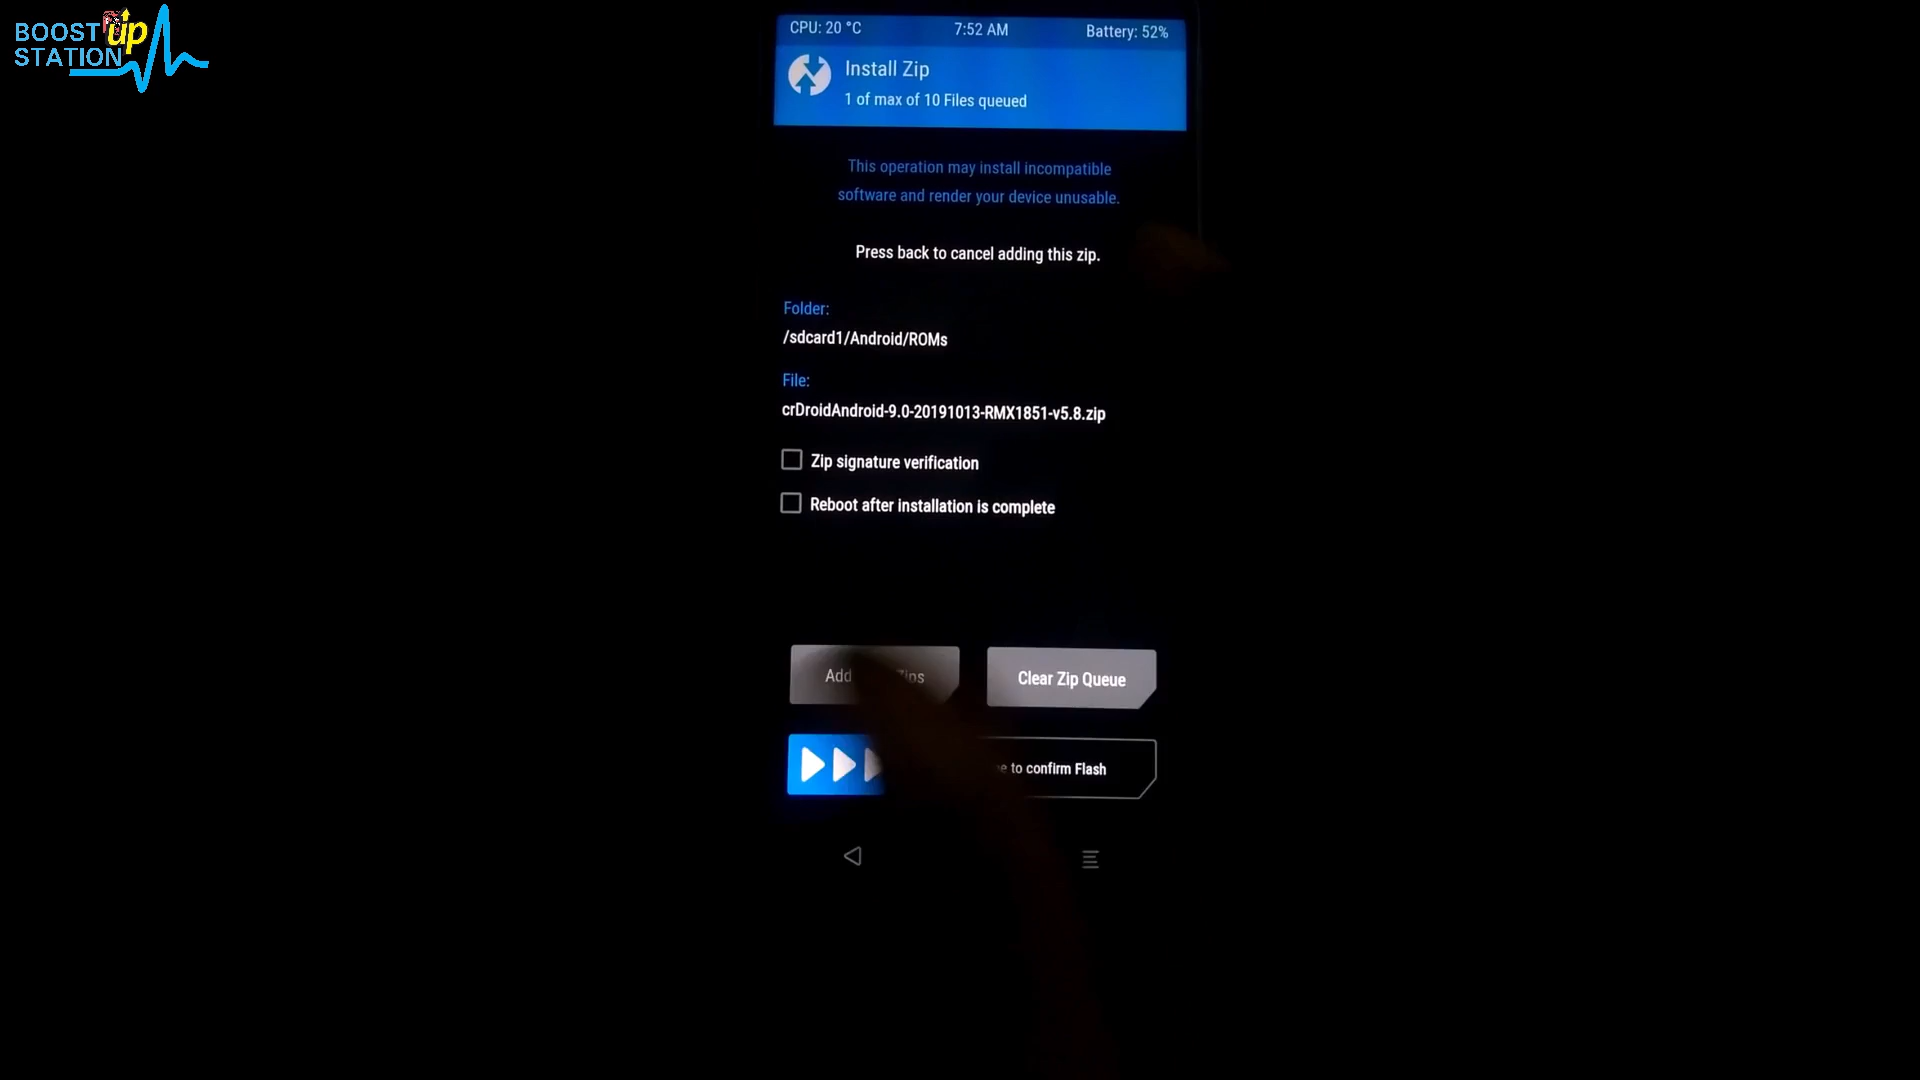 BOOST up
STATION
CPU: 20 °C 7:52 AM Battery: 52%
Install Zip
1 of max of 10 Files queued
This operation may install incompatible
software and render your device unusable.
Press back to cancel adding this zip.
Folder:
/sdcard1/Android/ROMs
File:
crDroidAndroid-9.0-20191013-RMX1851-v5.8.zip
Zip signature verification
Reboot after installation is complete
Add Zips Clear Zip Queue
to confirm Flash